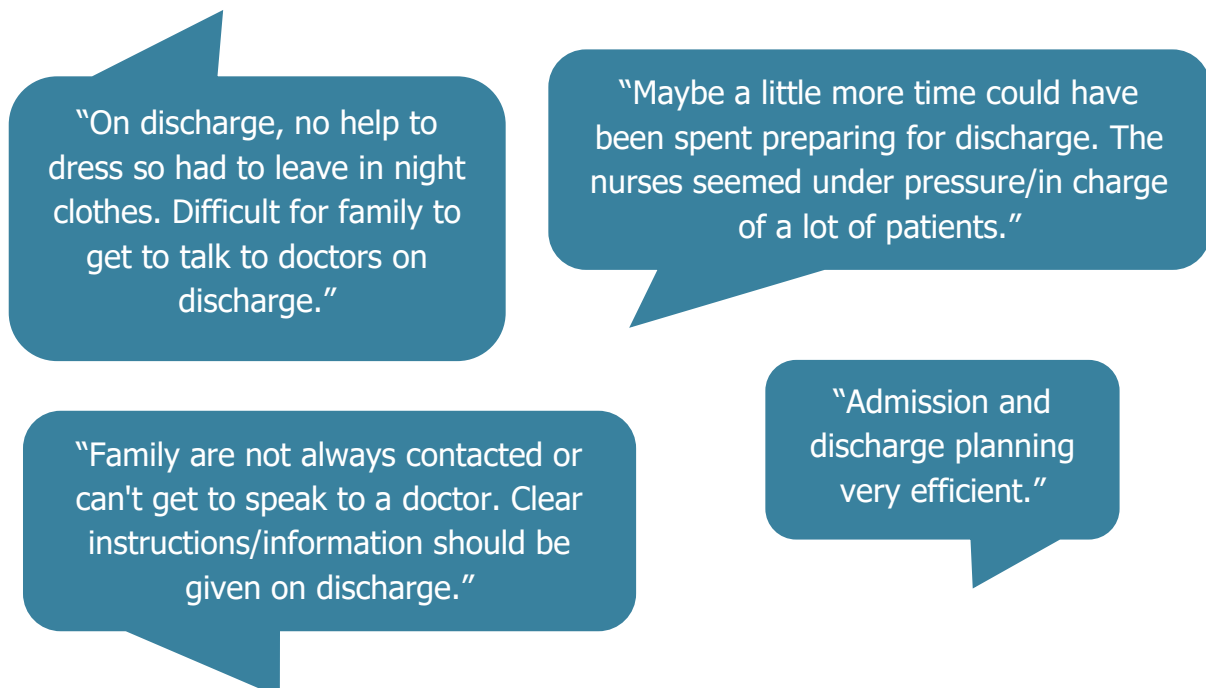 “On discharge, no help to
dress so had to leave in night
clothes. Difficult for family to
get to talk to doctors on
discharge.”
“Maybe a little more time could have
been spent preparing for discharge. The
nurses seemed under pressure/in charge
of a lot of patients.”
“Family are not always contacted or
can't get to speak to a doctor. Clear
instructions/information should be
given on discharge.”
“Admission and
discharge planning
very efficient.”